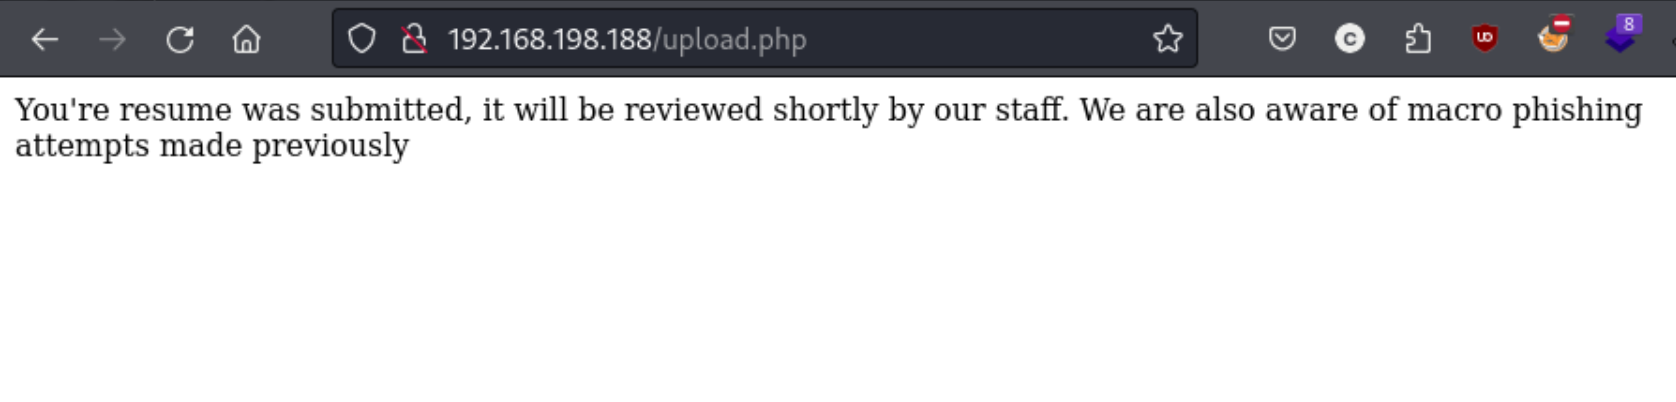 192.168.198.188/upload.php
8
You're resume was submitted, it will be reviewed shortly by our staff. We are also aware of macro phishing
attempts made previously